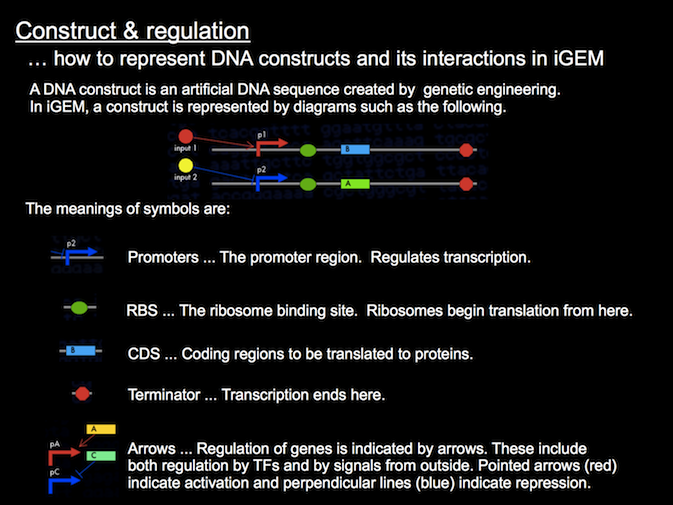 Construct & regulation
... how to represent DNA constructs and its interactions in iGEM
A DNA construct is an artificial DNA sequence created by genetic engineering.
In iGEM, a construct is represented by diagrams such as the following.
p1
input 1
B
p2
input 2
A
The meanings of symbols are:
p2
Promoters ... The promoter region. Regulates transcription.
RBS ... The ribosome binding site. Ribosomes begin translation from here.
B
CDS ... Coding regions to be translated to proteins.
Terminator ... Transcription ends here.
A
pA
C
pC
Arrows ... Regulation of genes is indicated by arrows. These include
both regulation by TFs and by signals from outside. Pointed arrows (red)
indicate activation and perpendicular lines (blue) indicate repression.